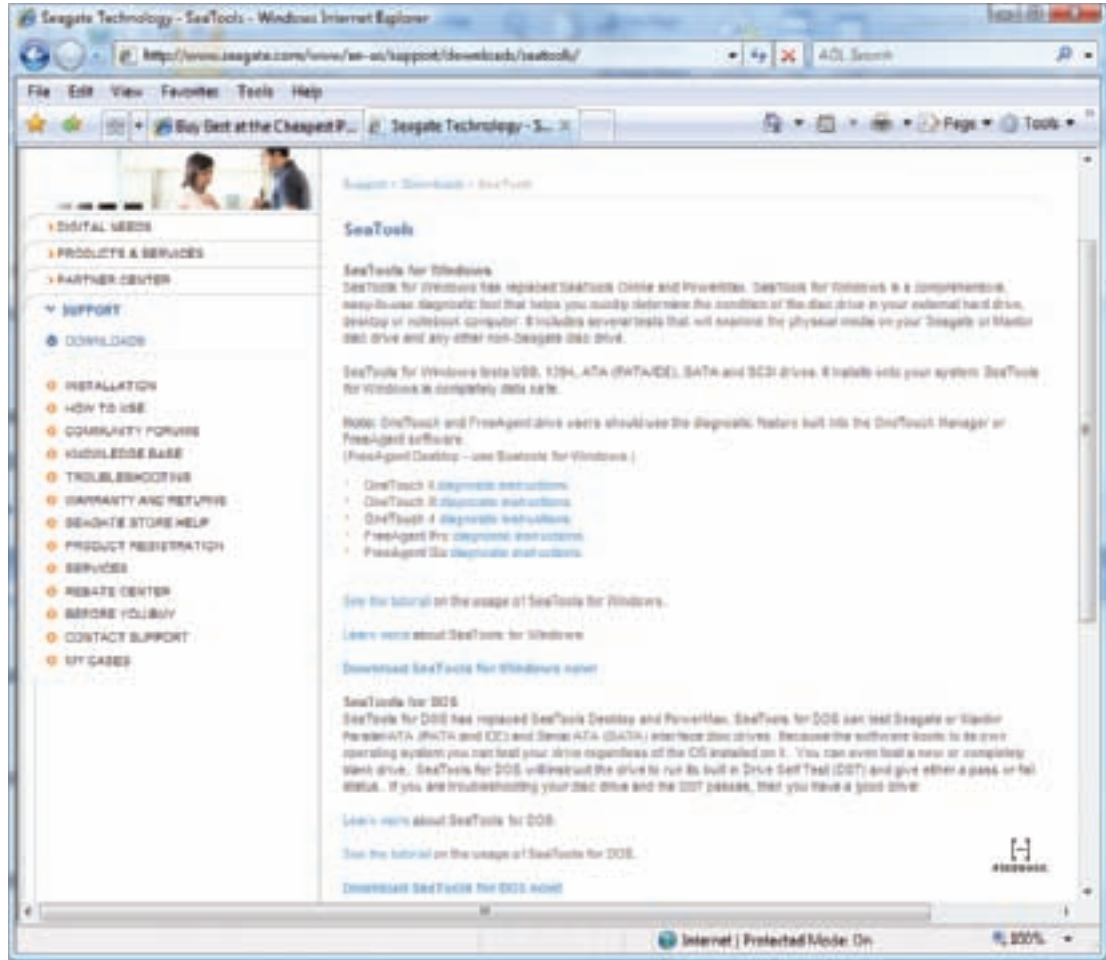 Seagate Technology - SeaTools - Windows Internet Explorer
http://www.seagate.com/www/en-us/support/downloads/seatools/
AOL Search
File Edit View Favorites Tools Help
Buy Best at the Cheapest P... Seagate Technology - S...
Page Tools
Support > Downloads > SeaTools
DIGITAL NEEDS
PRODUCTS & SERVICES
PARTNER CENTER
SUPPORT
DOWNLOADS
INSTALLATION
HOW TO USE
COMMUNITY FORUMS
KNOWLEDGE BASE
TROUBLESHOOTING
WARRANTY AND RETURNS
SEAGATE STORE HELP
PRODUCT REGISTRATION
SERVICES
REBATE CENTER
BEFORE YOU BUY
CONTACT SUPPORT
MY CASES
SeaTools
SeaTools for Windows
SeaTools for Windows has replaced SeaTools Online and PowerMax. SeaTools for Windows is a comprehensive,
easy-to-use diagnostic tool that helps you quickly determine the condition of the disc drive in your external hard drive,
desktop or notebook computer. It includes several tests that will examine the physical media on your Seagate or Maxtor
disc drive and any other non-Seagate disc drive.
SeaTools for Windows tests USB, 1394, ATA (PATA/IDE), SATA and SCSI drives. It installs onto your system. SeaTools
for Windows is completely data safe.
Note: OneTouch and FreeAgent drive users should use the diagnostic feature built into the OneTouch Manager or
FreeAgent software.
(FreeAgent Desktop - use Seatools for Windows.)
OneTouch diagnostic instructions
OneTouch diagnostic instructions
OneTouch 4 diagnostic instructions
FreeAgent Pro diagnostic instructions
FreeAgent Go diagnostic instructions
See the tutorial on the usage of SeaTools for Windows.
Learn more about SeaTools for Windows
Download SeaTools for Windows now!
SeaTools for DOS
SeaTools for DOS has replaced SeaTools Desktop and PowerMax. SeaTools for DOS can test Seagate or Maxtor
Parallel ATA (PATA and IDE) and Serial ATA (SATA) interface disc drives. Because the software boots to its own
operating system you can test your drive regardless of the OS installed on it. You can even test a new or completely
blank drive. SeaTools for DOS will instruct the drive to run its built in Drive Self Test (DST) and give either a pass or fail
status. If you are troubleshooting your disc drive and the DST passes, then you have a good drive!
Learn more about SeaTools for DOS.
See the tutorial on the usage of SeaTools for DOS.
Download SeaTools for DOS now!
[-]
Internet | Protected Mode: On
100%